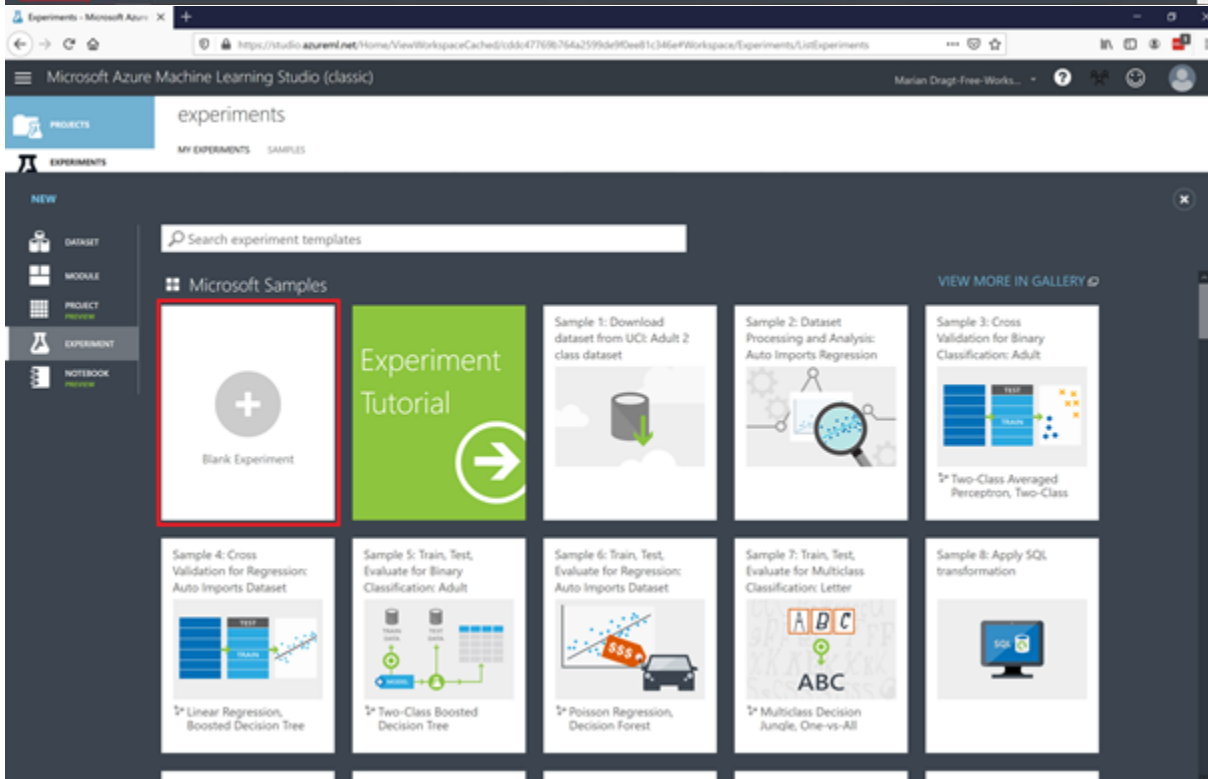 Experiments - Microsoft Azure
https://studio.azureml.net/Home/ViewWorkspaceCached/cddc47769b764a2599de9f0ee81c346e#Workspace/Experiments/ListExperiments
Microsoft Azure Machine Learning Studio (classic)
Marian Dragt-Free-Works...
PROJECTS
experiments
MY EXPERIMENTS SAMPLES
EXPERIMENTS
NEW
DATASET
MODULE
PROJECT
PREVIEW
EXPERIMENT
NOTEBOOK
PREVIEW
Search experiment templates
Microsoft Samples
VIEW MORE IN GALLERY
Blank Experiment
Experiment
Tutorial
Sample 1: Download
dataset from UCI: Adult 2
class dataset
Sample 2: Dataset
Processing and Analysis:
Auto Imports Regression
Sample 3: Cross
Validation for Binary
Classification: Adult
TEST
TRAIN
Two-Class Averaged
Perceptron, Two-Class
Sample 4: Cross
Validation for Regression:
Auto Imports Dataset
TEST
TRAIN
Linear Regression,
Boosted Decision Tree
Sample 5: Train, Test,
Evaluate for Binary
Classification: Adult
TRAIN
DATA
TEST
DATA
MODEL
Two-Class Boosted
Decision Tree
Sample 6: Train, Test,
Evaluate for Regression:
Auto Imports Dataset
$$$
Poisson Regression,
Decision Forest
Sample 7: Train, Test,
Evaluate for Multiclass
Classification: Letter
A B C
ABC
Multiclass Decision
Jungle, One-vs-All
Sample 8: Apply SQL
transformation
SQL